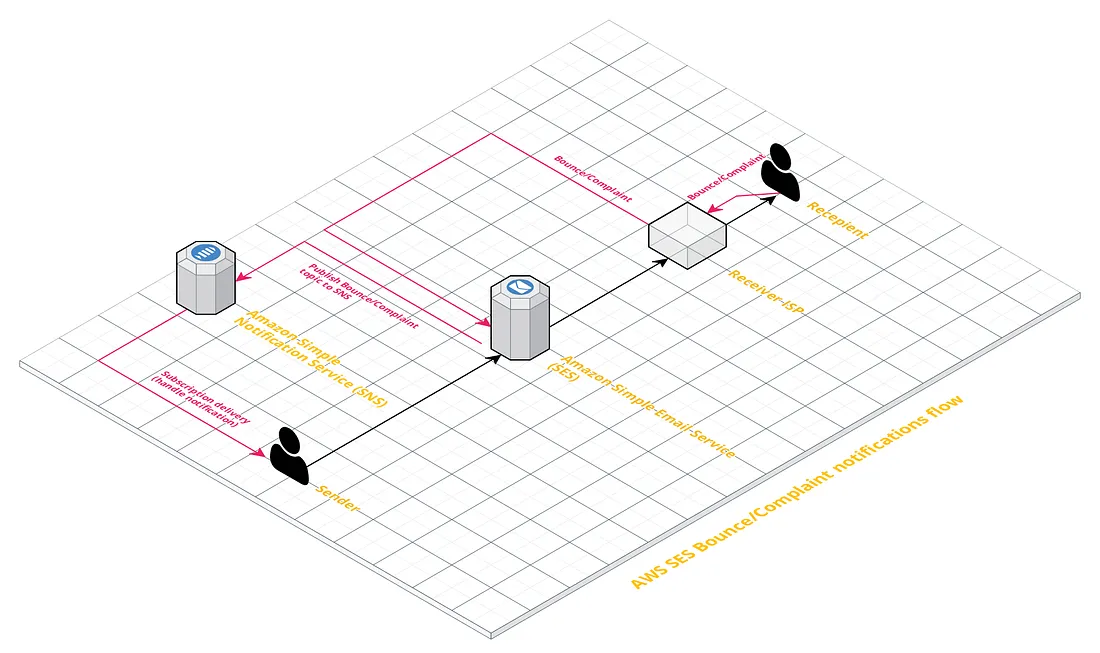 Bounce/Complaint
Bounce/Complaint
Recepient
Receiver-ISP
Publish Bounce/Complaint
topic to SNS
Amazon-Simple
Notification Service (SNS)
Amazon-Simple-Email-Service
(SES)
Subscription delivery
(handle notification)
Sender
AWS SES Bounce/Complaint notifications flow